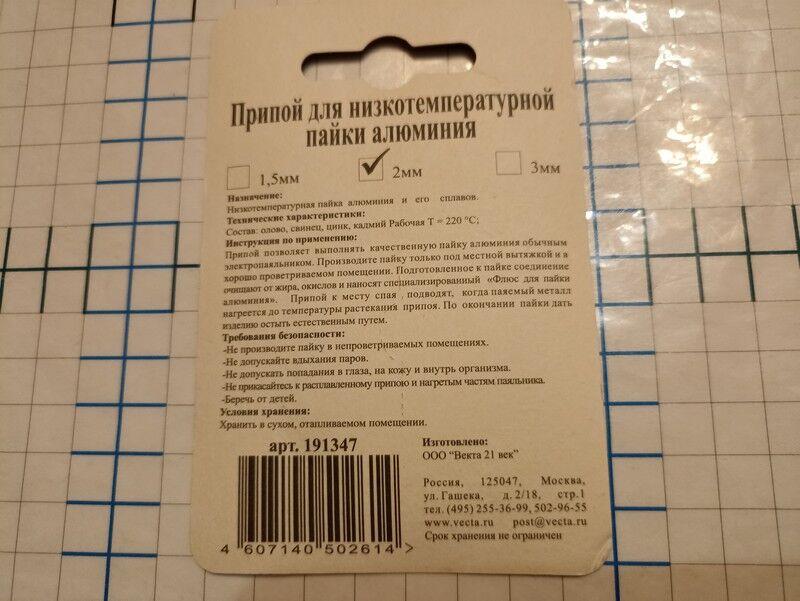 Припой для низкотемпературной
пайки алюминия
1,5мм 2мм 3мм
Назначение:
Низкотемпературная пайка алюминия и его сплавов.
Технические характеристики:
Состав: олово, свинец, цинк, кадмий Рабочая Т = 220 °C;
Инструкция по применению:
Припой позволяет выполнять качественную пайку алюминия обычным
электропаяльником. Производите пайку только под местной вытяжкой и в
хорошо проветриваемом помещении. Подготовленное к пайке соединение
очищают от жира, окислов и наносят специализированный «Флюс для пайки
алюминия». Припой к месту спая подводят, когда паяемый металл
нагреется до температуры растекания припоя. По окончании пайки дать
изделию остыть естественным путем.
Требования безопасности:
-Не производите пайку в непроветриваемых помещениях.
-Не допускайте вдыхания паров.
-Не допускать попадания в глаза, на кожу и внутрь организма.
-Не прикасайтесь к расплавленному припою и нагретым частям паяльника.
-Беречь от детей.
Условия хранения:
Хранить в сухом, отапливаемом помещении.
арт. 191347
4 607140 502614 >
Изготовлено:
ООО "Векта 21 век"
Россия, 125047, Москва,
ул. Гашека, д. 2/18, стр.1
тел. (495) 255-36-99, 502-96-55
www.vecta.ru post@vecta.ru
Срок хранения не ограничен